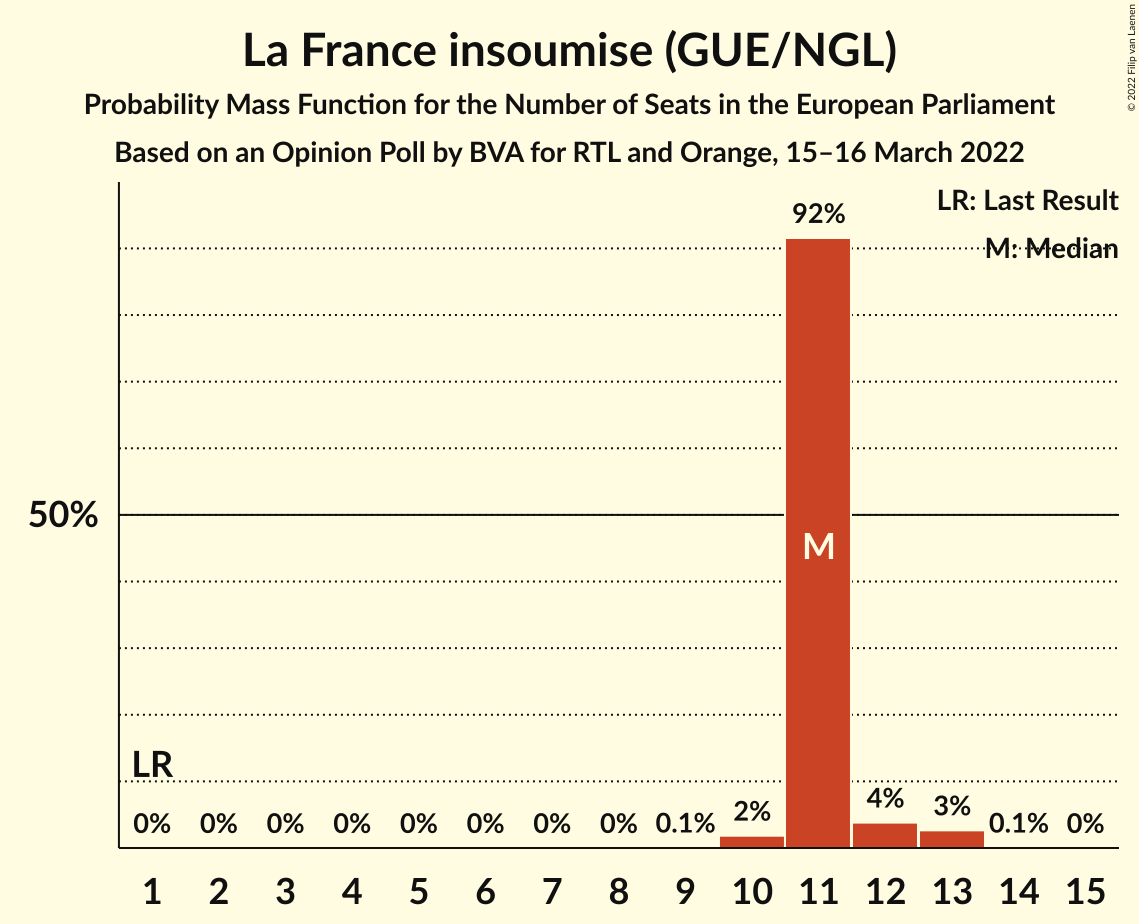 La France insoumise (GUE/NGL)
Probability Mass Function for the Number of Seats in the European Parliament
Based on an Opinion Poll by BVA for RTL and Orange, 15–16 March 2022
© 2022 Filip van Laenen
LR: Last Result
M: Median
92%
50%
M
LR
0% 0% 0% 0% 0% 0% 0% 0% 0.1% 2% 4% 3% 0.1% 0%
1 2 3 4 5 6 7 8 9 10 11 12 13 14 15